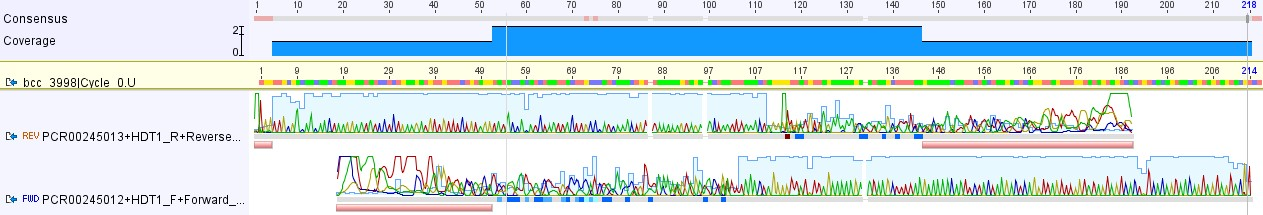 Consensus 1 10 20 30 40 50 60 70 80 90 100 110 120 130 140 150 160 170 180 190 200 210 218
Coverage 2 0
1 9 19 29 39 49 59 69 79 87 97 107 117 127 137 146 156 166 176 186 196 206 214
bcc_3998|Cycle_0.U
REV PCR00245013+HDT1_R+Reverse...
FWD PCR00245012+HDT1_F+Forward_...